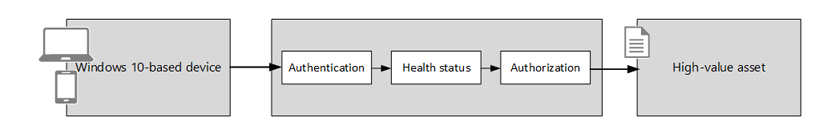 Windows 10-based device
Authentication
Health status
Authorization
High-value asset